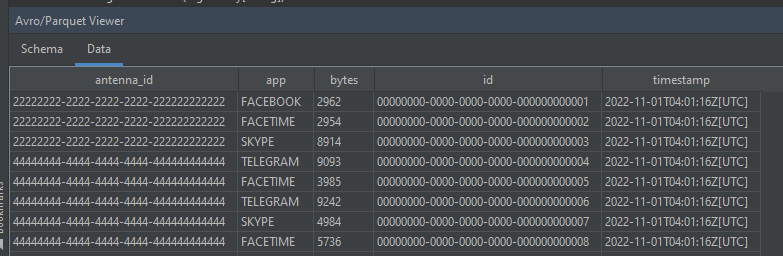 Avro/Parquet Viewer
Schema Data
antenna_id app bytes id timestamp
22222222-2222-2222-2222-222222222222 FACEBOOK 2962 00000000-0000-0000-0000-000000000001 2022-11-01T04:01:16Z[UTC]
22222222-2222-2222-2222-222222222222 FACETIME 2954 00000000-0000-0000-0000-000000000002 2022-11-01T04:01:16Z[UTC]
22222222-2222-2222-2222-222222222222 SKYPE 8914 00000000-0000-0000-0000-000000000003 2022-11-01T04:01:16Z[UTC]
44444444-4444-4444-4444-444444444444 TELEGRAM 9093 00000000-0000-0000-0000-000000000004 2022-11-01T04:01:16Z[UTC]
44444444-4444-4444-4444-444444444444 FACETIME 3985 00000000-0000-0000-0000-000000000005 2022-11-01T04:01:16Z[UTC]
44444444-4444-4444-4444-444444444444 TELEGRAM 9242 00000000-0000-0000-0000-000000000006 2022-11-01T04:01:16Z[UTC]
44444444-4444-4444-4444-444444444444 SKYPE 4984 00000000-0000-0000-0000-000000000007 2022-11-01T04:01:16Z[UTC]
44444444-4444-4444-4444-444444444444 FACETIME 5736 00000000-0000-0000-0000-000000000008 2022-11-01T04:01:16Z[UTC]